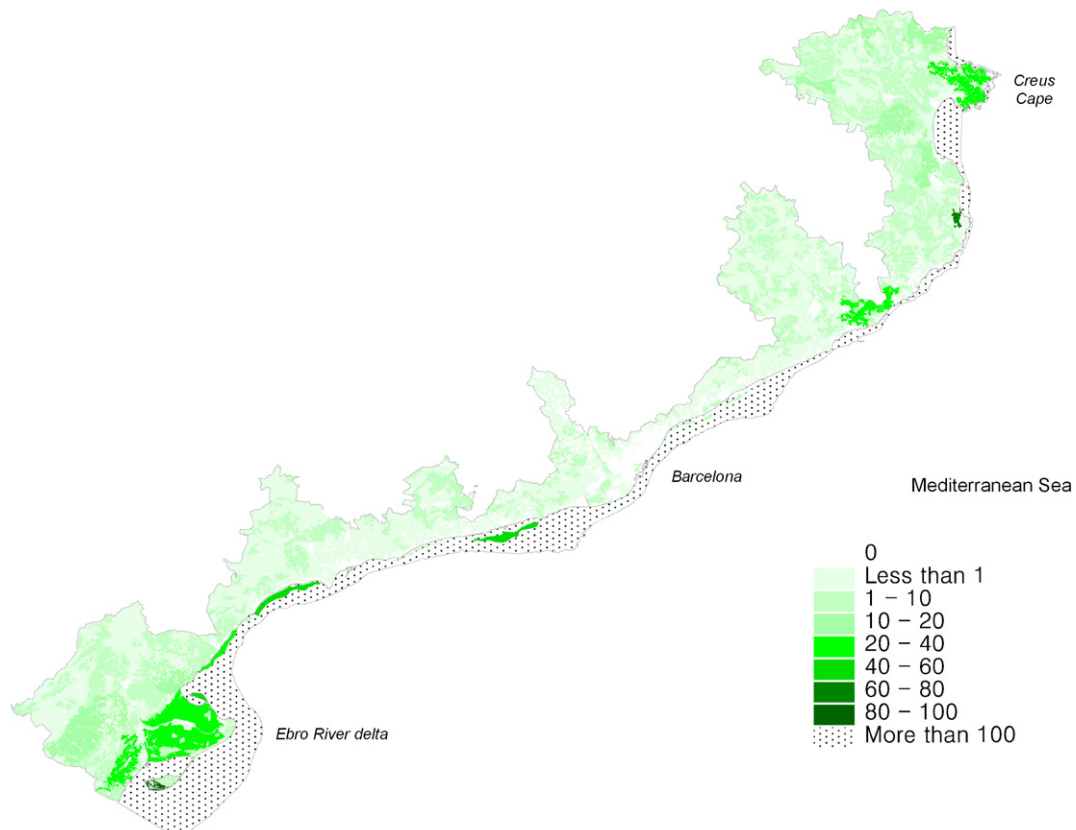 Creus
Cape
Barcelona
Mediterranean Sea
0
Less than 1
1 – 10
10 – 20
20 – 40
40 – 60
60 – 80
80 – 100
More than 100
Ebro River delta